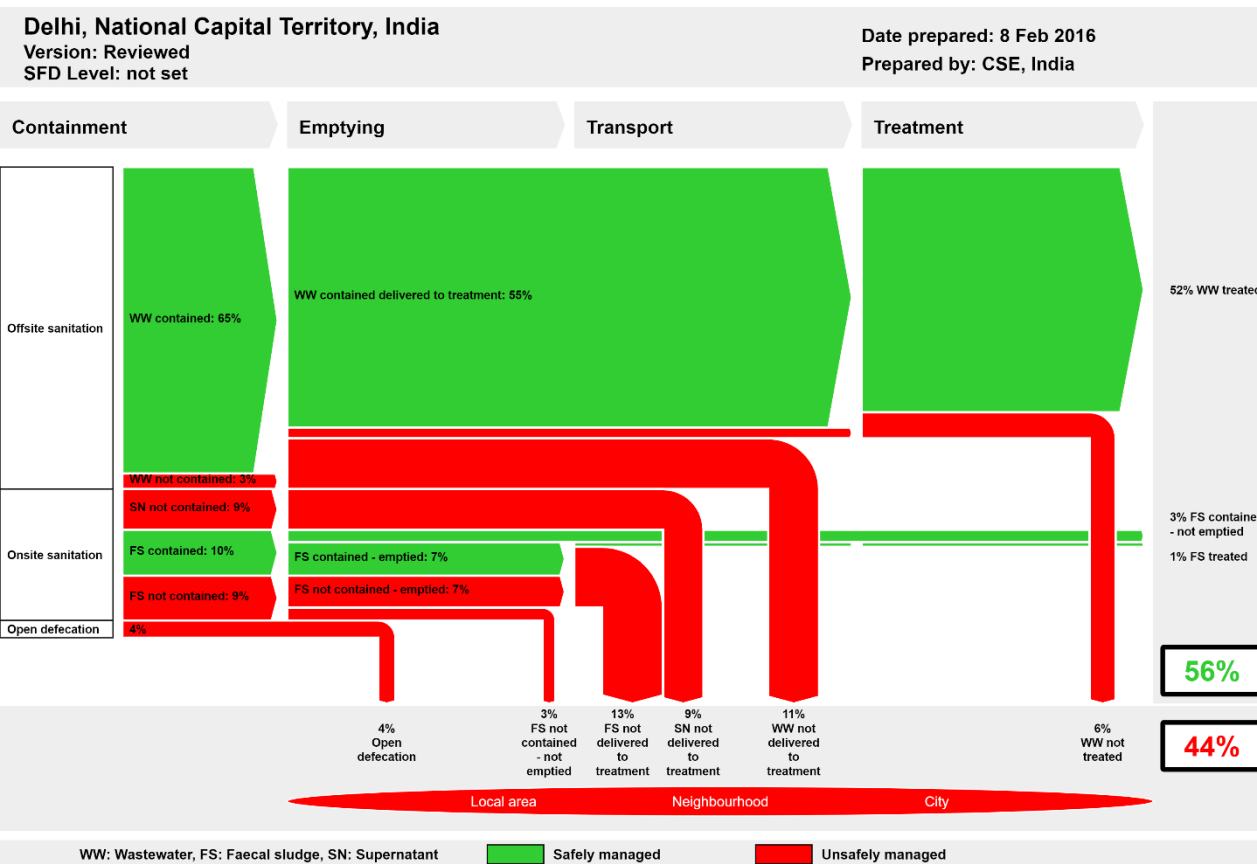 Delhi, National Capital Territory, India
Version: Reviewed
SFD Level: not set
Date prepared: 8 Feb 2016
Prepared by: CSE, India
Containment
Emptying
Transport
Treatment
Offsite sanitation
WW contained: 65%
WW contained delivered to treatment: 55%
52% WW treated
WW not contained: 3%
SN not contained: 9%
Onsite sanitation
FS contained: 10%
FS contained - emptied: 7%
3% FS containe
- not emptied
1% FS treated
FS not contained: 9%
FS not contained - emptied: 7%
Open defecation
4%
56%
4%
Open
defecation
3%
FS not
contained
- not
emptied
13%
FS not
delivered
to
treatment
9%
SN not
delivered
to
treatment
11%
WW not
delivered
to
treatment
6%
WW not
treated
44%
Local area
Neighbourhood
City
WW: Wastewater, FS: Faecal sludge, SN: Supernatant
Safely managed
Unsafely managed